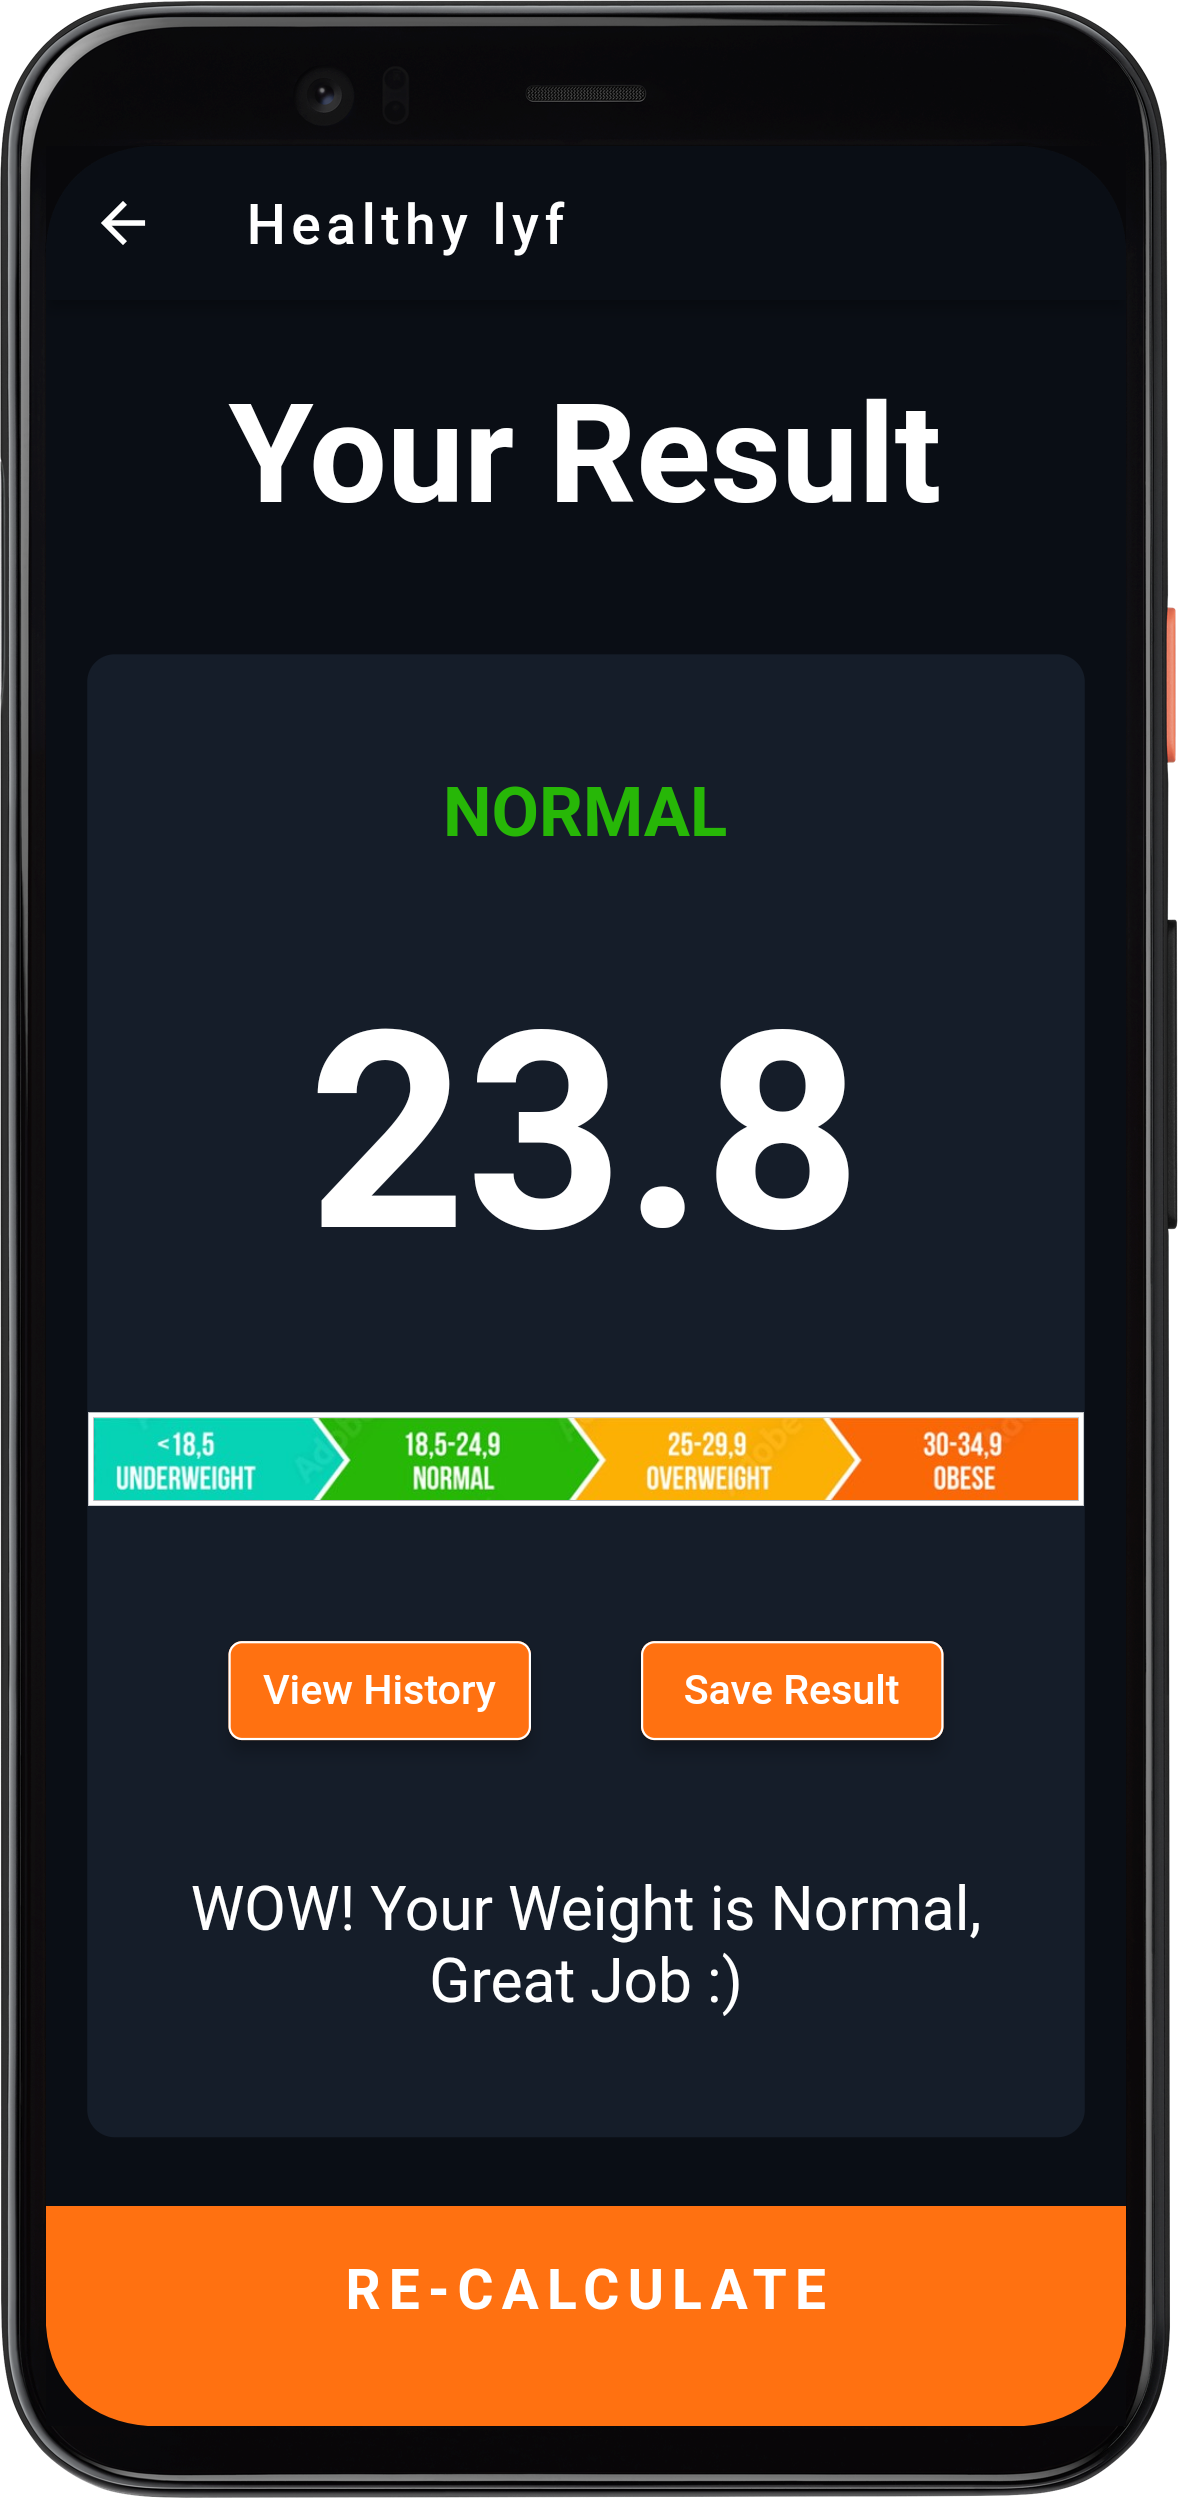 Healthy lyf
Your Result
NORMAL
23.8
<18,5 18,5-24,9 25-29,9 30-34,9
UNDERWEIGHT NORMAL OVERWEIGHT OBESE
View History Save Result
WOW! Your Weight is Normal,
Great Job :)
RE-CALCULATE